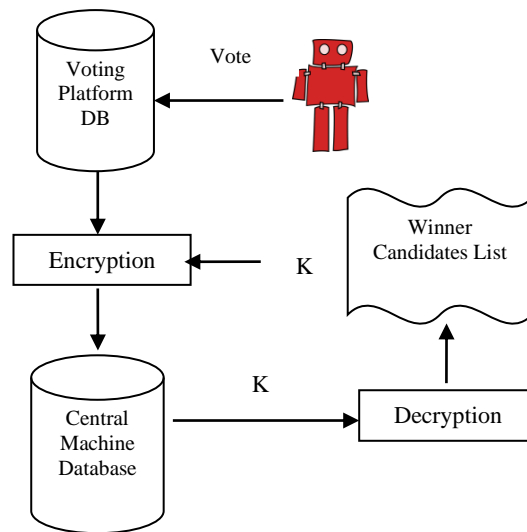 Voting
Platform
DB
Vote
Encryption
K
Winner
Candidates List
Central
Machine
Database
K
Decryption